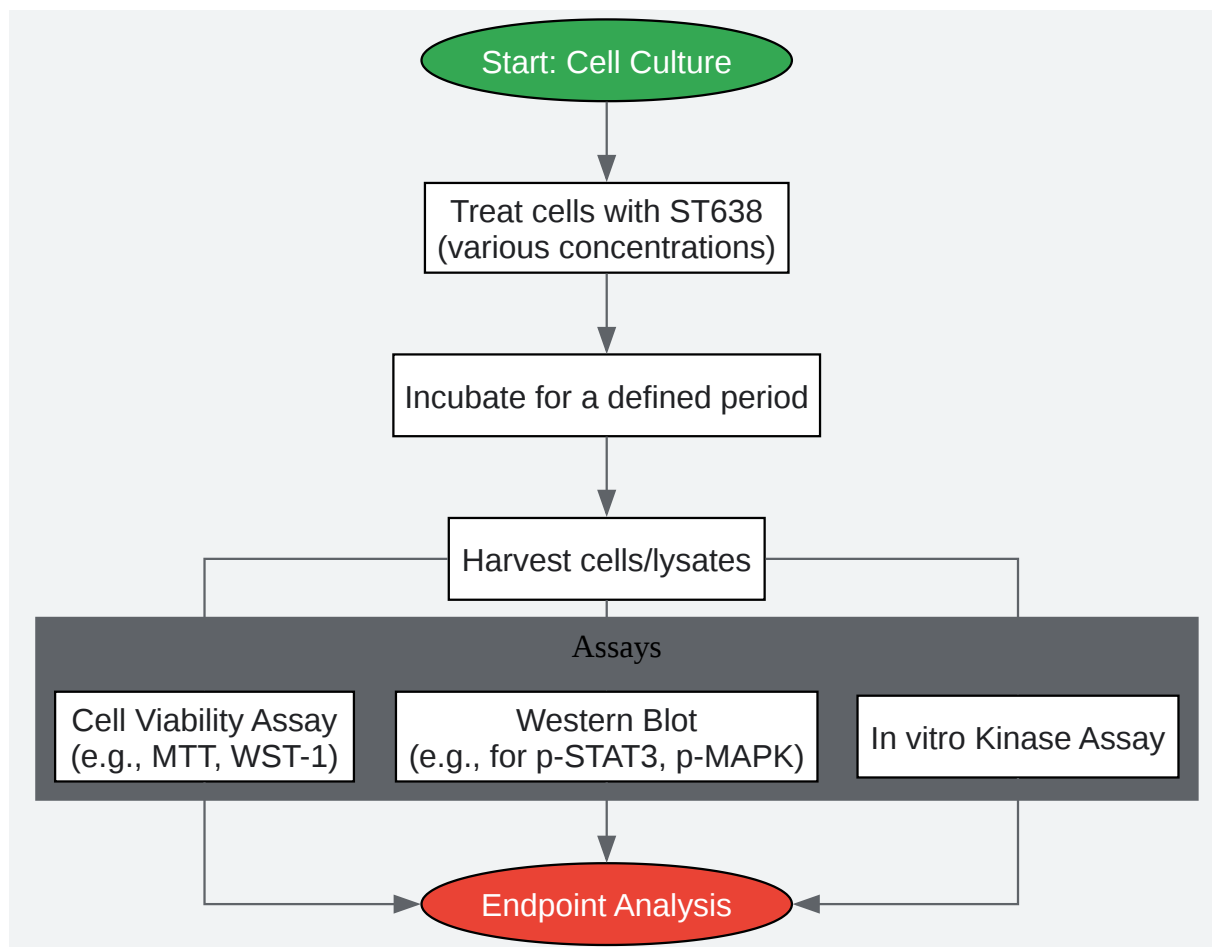 Start: Cell Culture
Treat cells with ST638
(various concentrations)
Incubate for a defined period
Harvest cells/lysates
Assays
Cell Viability Assay
(e.g., MTT, WST-1)
Western Blot
(e.g., for p-STAT3, p-MAPK)
In vitro Kinase Assay
Endpoint Analysis